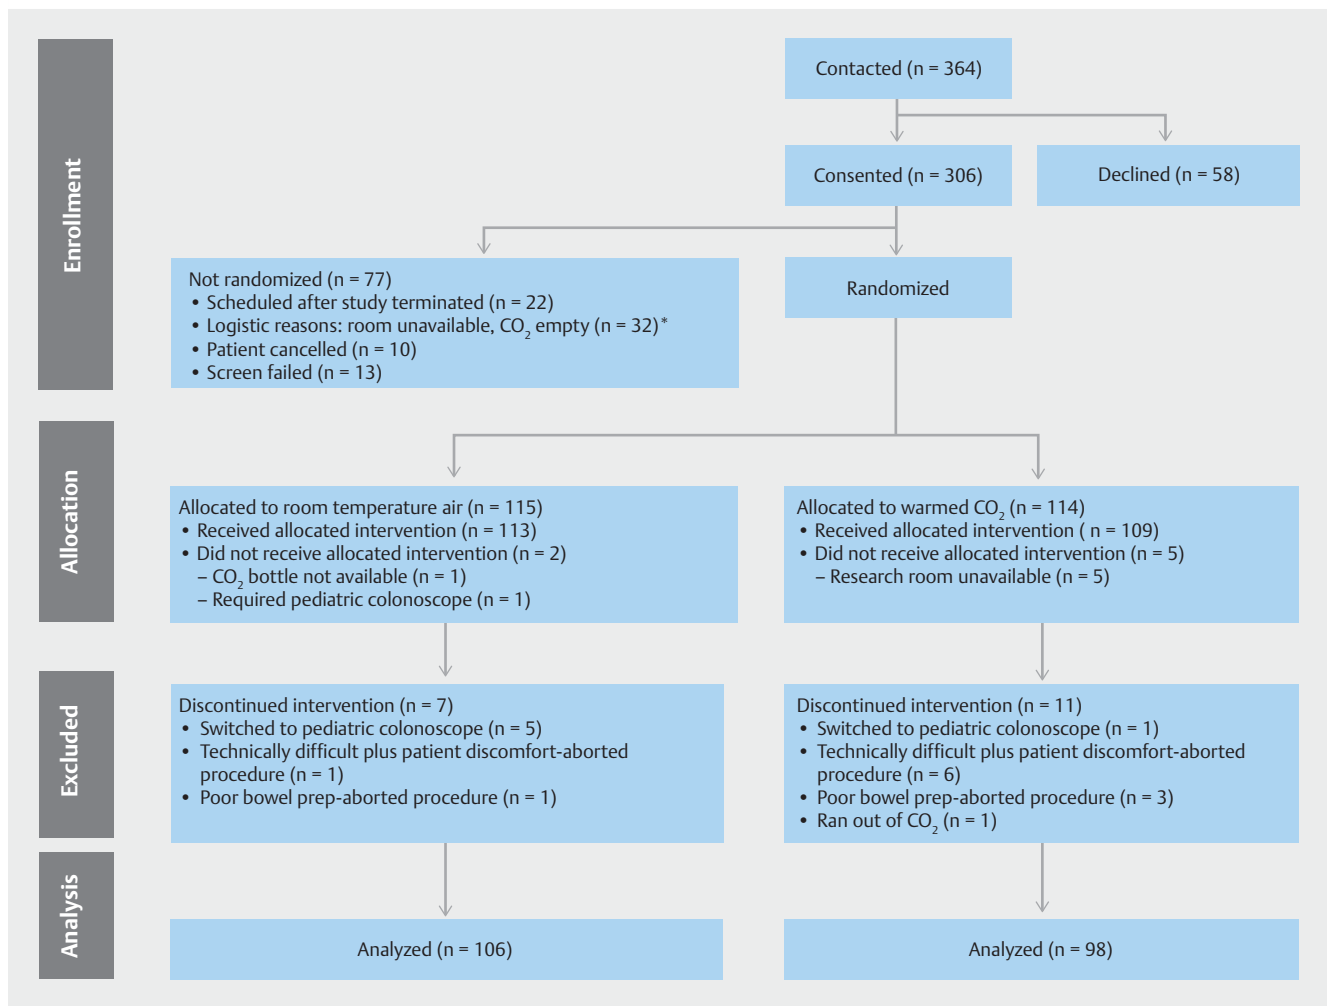 Enrollment
Contacted (n = 364)
Consented (n = 306)
Declined (n = 58)
Not randomized (n = 77)
• Scheduled after study terminated (n = 22)
• Logistic reasons: room unavailable, CO₂ empty (n = 32)*
• Patient cancelled (n = 10)
• Screen failed (n = 13)
Randomized
Allocation
Allocated to room temperature air (n = 115)
• Received allocated intervention (n = 113)
• Did not receive allocated intervention (n = 2)
– CO₂ bottle not available (n = 1)
– Required pediatric colonoscope (n = 1)
Allocated to warmed CO₂ (n = 114)
• Received allocated intervention ( n = 109)
• Did not receive allocated intervention (n = 5)
– Research room unavailable (n = 5)
Excluded
Discontinued intervention (n = 7)
• Switched to pediatric colonoscope (n = 5)
• Technically difficult plus patient discomfort-aborted
procedure (n = 1)
• Poor bowel prep-aborted procedure (n = 1)
Discontinued intervention (n = 11)
• Switched to pediatric colonoscope (n = 1)
• Technically difficult plus patient discomfort-aborted
procedure (n = 6)
• Poor bowel prep-aborted procedure (n = 3)
• Ran out of CO₂ (n = 1)
Analysis
Analyzed (n = 106)
Analyzed (n = 98)